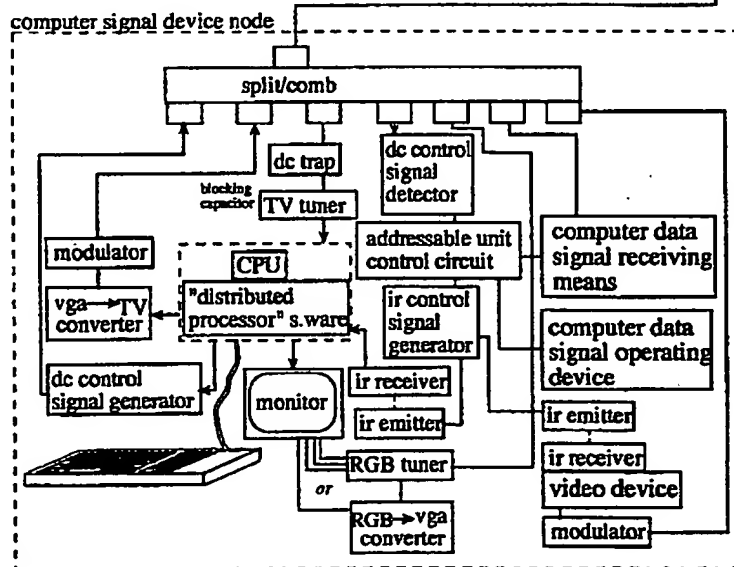 computer signal device node
split/comb
dc trap
blocking
capacitor
TV tuner
dc control
signal
detector
modulator
CPU
addressable unit
control circuit
computer data
signal receiving
means
vga→TV
converter
"distributed
processor" s.ware
ir control
signal
generator
computer data
signal operating
device
dc control
signal generator
monitor
ir receiver
ir emitter
ir emitter
ir receiver
video device
modulator
RGB tuner
or
RGB→vga
converter